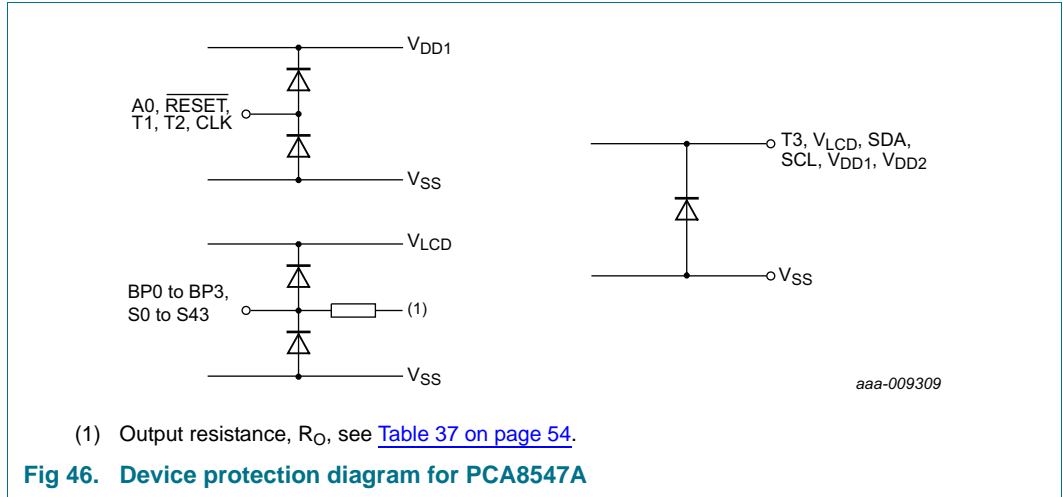 VDD1
A0, RESET,
T1, T2, CLK
VSS
VLCD
BP0 to BP3,
S0 to S43
(1)
VSS
T3, VLCD, SDA,
SCL, VDD1, VDD2
VSS
aaa-009309
(1) Output resistance, RO, see Table 37 on page 54.
Fig 46. Device protection diagram for PCA8547A